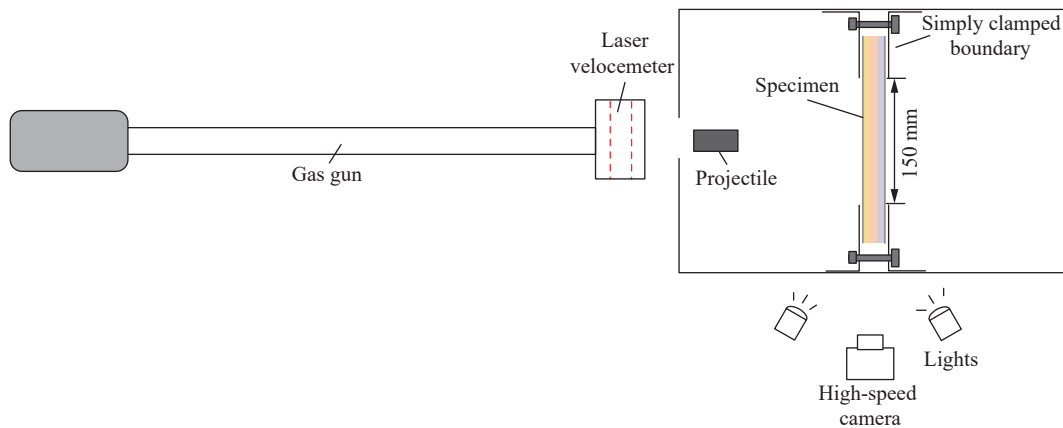 Laser
velocemeter
Gas gun
Projectile
Specimen
Simply clamped
boundary
150 mm
Lights
High-speed
camera